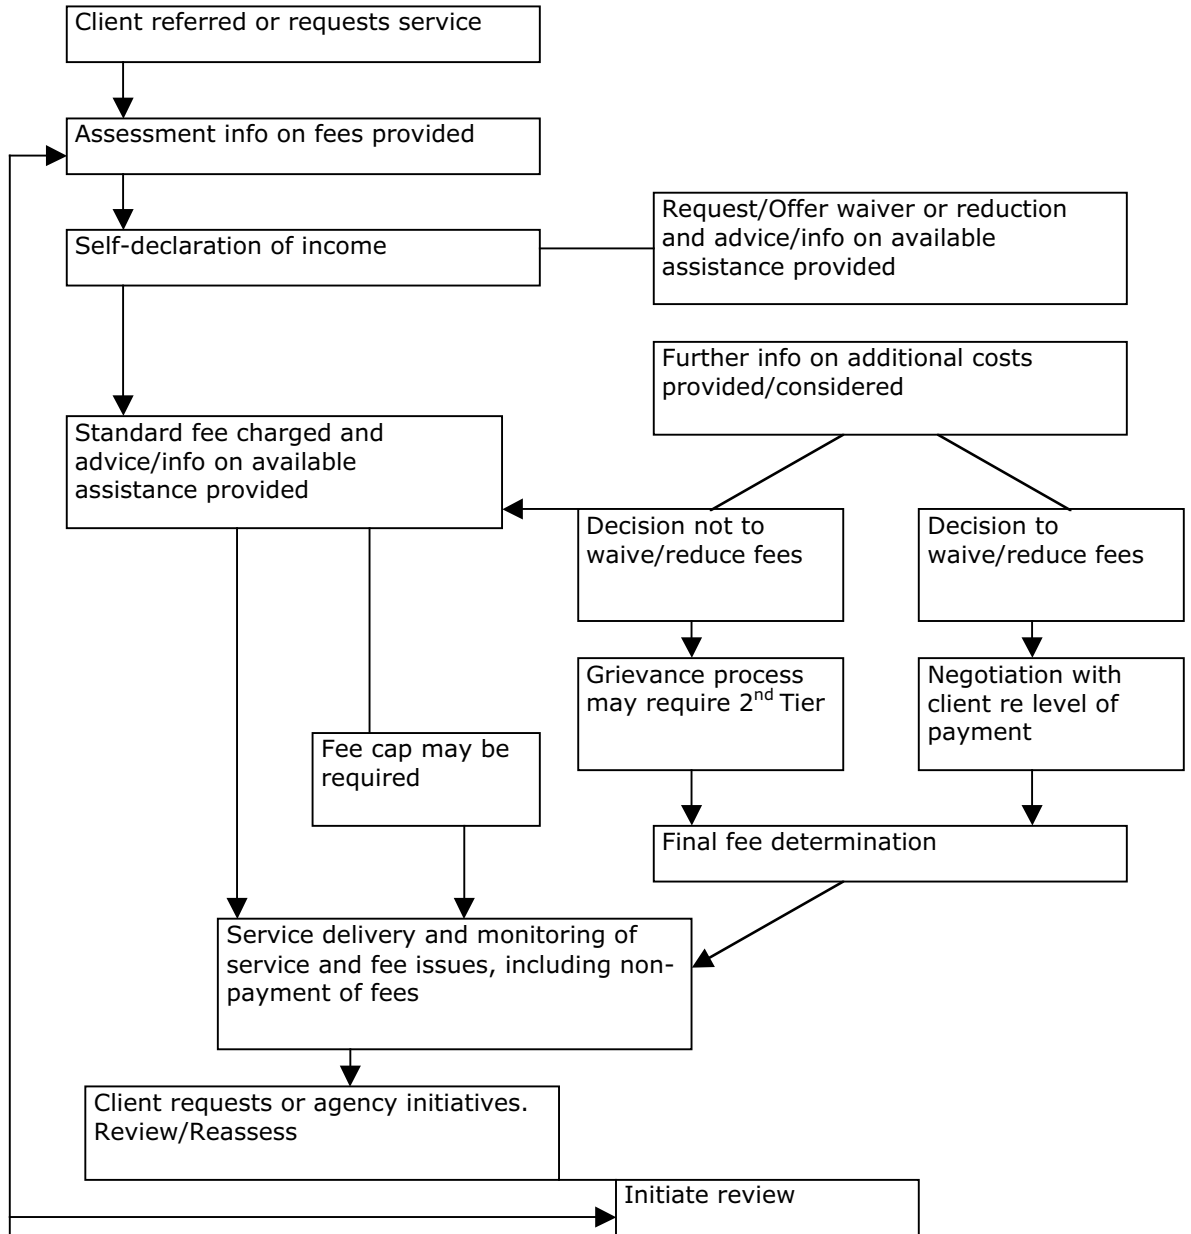 Client referred or requests service
Assessment info on fees provided
Self-declaration of income
Request/Offer waiver or reduction
and advice/info on available
assistance provided
Further info on additional costs
provided/considered
Standard fee charged and
advice/info on available
assistance provided
Decision not to
waive/reduce fees
Decision to
waive/reduce fees
Grievance process
may require 2nd Tier
Negotiation with
client re level of
payment
Fee cap may be
required
Final fee determination
Service delivery and monitoring of
service and fee issues, including non-
payment of fees
Client requests or agency initiatives.
Review/Reassess
Initiate review